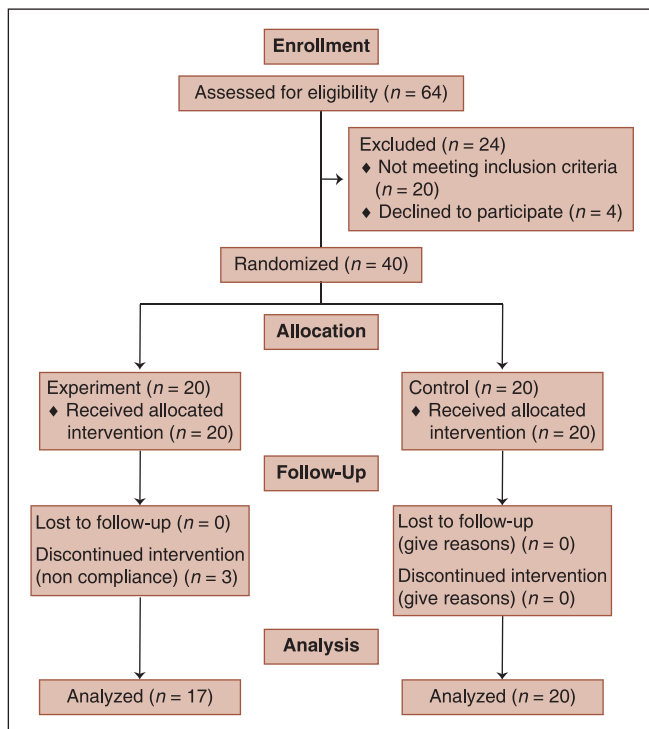 Enrollment
Assessed for eligibility (n = 64)
Excluded (n = 24)
♦ Not meeting inclusion criteria
(n = 20)
♦ Declined to participate (n = 4)
Randomized (n = 40)
Allocation
Experiment (n = 20)
♦ Received allocated
intervention (n = 20)
Control (n = 20)
♦ Received allocated
intervention (n = 20)
Follow-Up
Lost to follow-up (n = 0)
Discontinued intervention
(non compliance) (n = 3)
Lost to follow-up
(give reasons) (n = 0)
Discontinued intervention
(give reasons) (n = 0)
Analysis
Analyzed (n = 17)
Analyzed (n = 20)